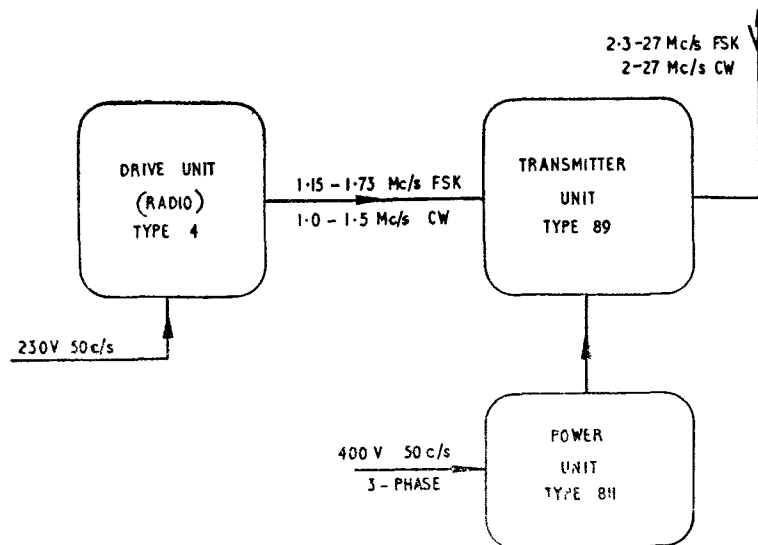 2·3-27 Mc/s FSK
2-27 Mc/s CW
DRIVE UNIT
(RADIO)
TYPE 4
1·15 - 1·73 Mc/s FSK
1·0 - 1·5 Mc/s CW
TRANSMITTER
UNIT
TYPE 89
230V 50c/s
400 V 50 c/s
3 - PHASE
POWER
UNIT
TYPE 811